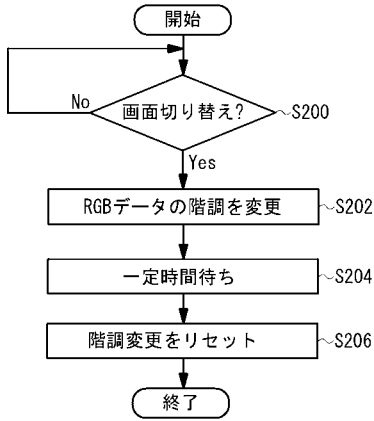 開始
画面切り替え?
S200
No
Yes
RGBデータの階調を変更
S202
一定時間待ち
S204
階調変更をリセット
S206
終了